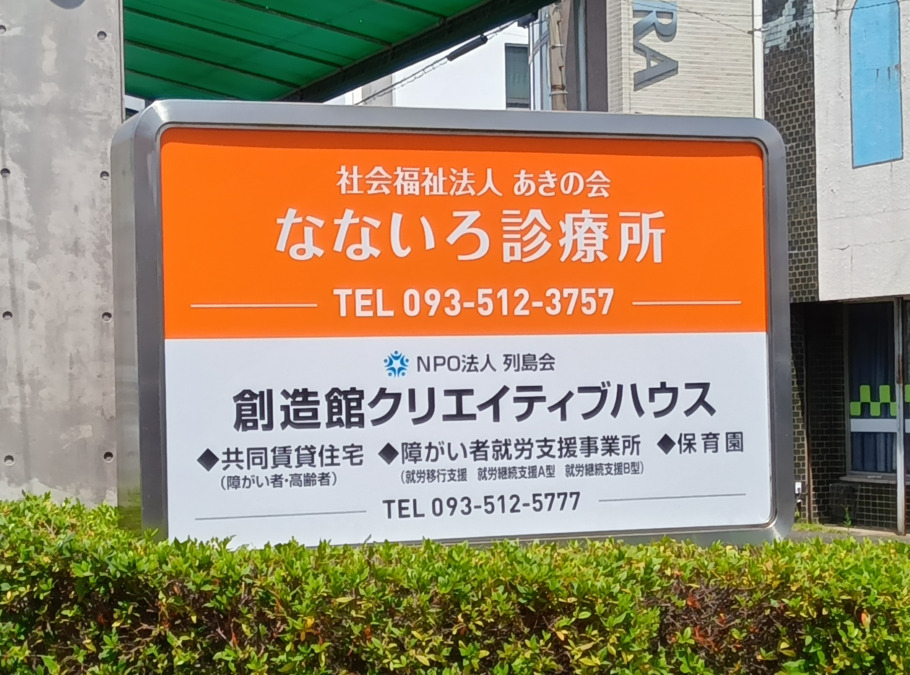 RA
社会福祉法人 あきの会
なないろ診療所
TEL 093-512-3757
NPO法人 列島会
創造館クリエイティブハウス
◆共同賃貸住宅 ◆障がい者就労支援事業所 ◆保育園
(障がい者・高齢者) (就労移行支援 就労継続支援A型 就労継続支援B型)
TEL 093-512-5777